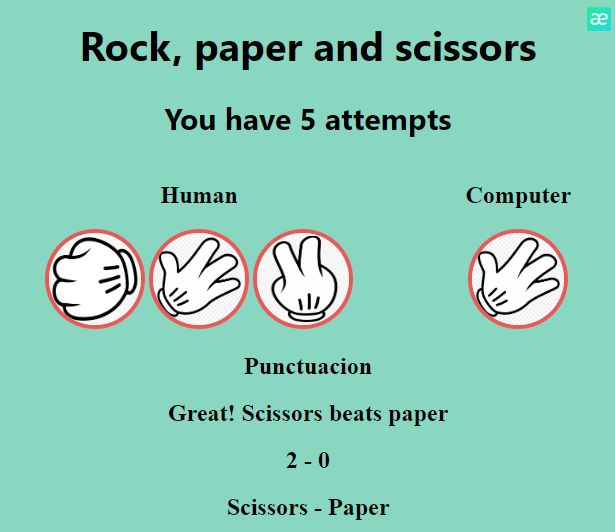 æ
Rock, paper and scissors
You have 5 attempts
Human
Computer
Punctuacion
Great! Scissors beats paper
2 - 0
Scissors - Paper